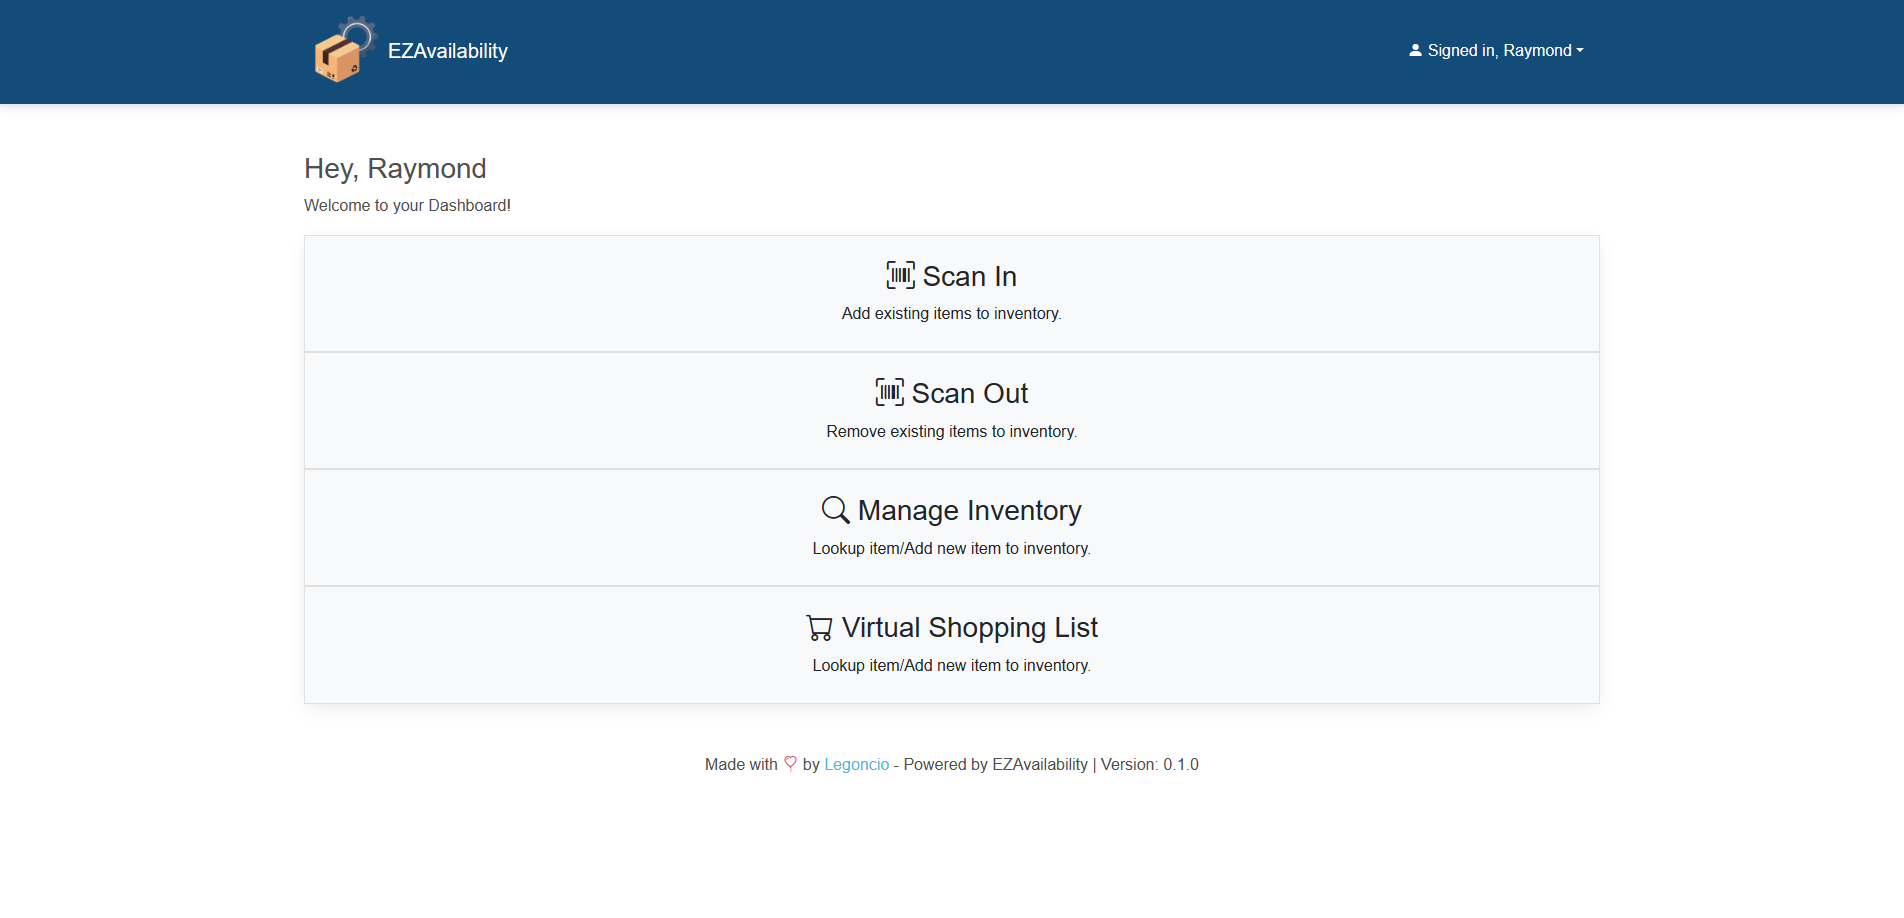 EZAvailability
Signed in, Raymond
Hey, Raymond
Welcome to your Dashboard!
Scan In
Add existing items to inventory.
Scan Out
Remove existing items to inventory.
Manage Inventory
Lookup item/Add new item to inventory.
Virtual Shopping List
Lookup item/Add new item to inventory.
Made with by Legoncio - Powered by EZAvailability | Version: 0.1.0